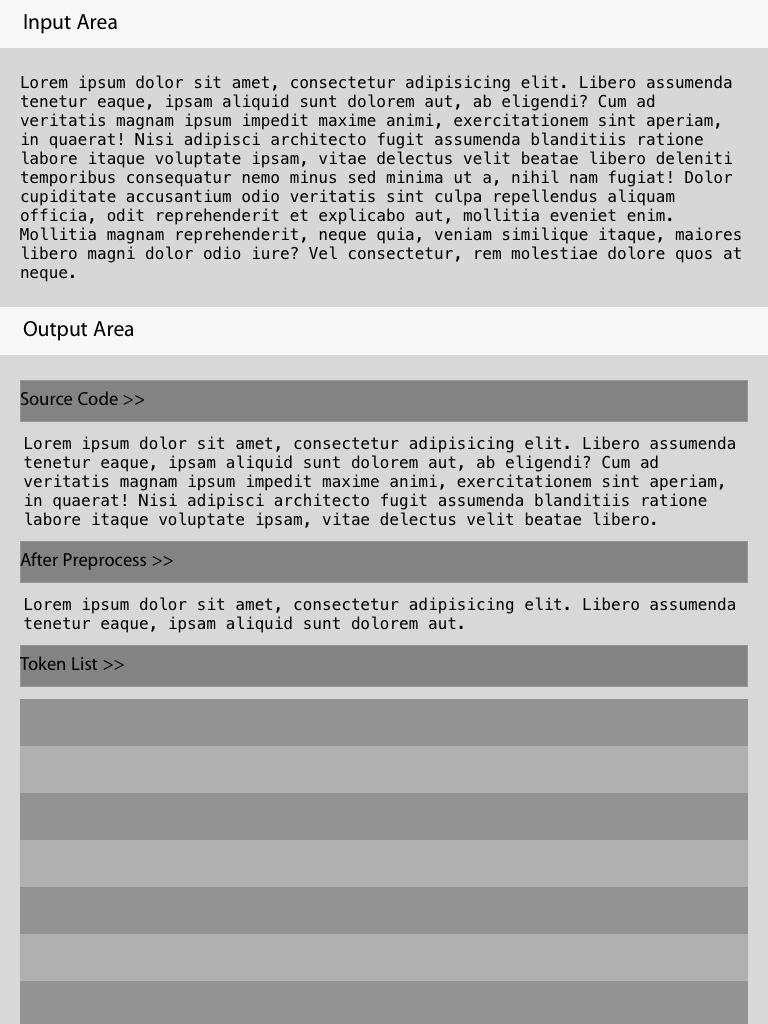 Input Area
Lorem ipsum dolor sit amet, consectetur adipisicing elit. Libero assumenda
tenetur eaque, ipsam aliquid sunt dolorem aut, ab eligendi? Cum ad
veritatis magnam ipsum impedit maxime animi, exercitationem sint aperiam,
in quaerat! Nisi adipisci architecto fugit assumenda blanditiis ratione
labore itaque voluptate ipsam, vitae delectus velit beatae libero deleniti
temporibus consequatur nemo minus sed minima ut a, nihil nam fugiat! Dolor
cupiditate accusantium odio veritatis sint culpa repellendus aliquam
officia, odit reprehenderit et explicabo aut, mollitia eveniet enim.
Mollitia magnam reprehenderit, neque quia, veniam similique itaque, maiores
libero magni dolor odio iure? Vel consectetur, rem molestiae dolore quos at
neque.
Output Area
Source Code >>
Lorem ipsum dolor sit amet, consectetur adipisicing elit. Libero assumenda
tenetur eaque, ipsam aliquid sunt dolorem aut, ab eligendi? Cum ad
veritatis magnam ipsum impedit maxime animi, exercitationem sint aperiam,
in quaerat! Nisi adipisci architecto fugit assumenda blanditiis ratione
labore itaque voluptate ipsam, vitae delectus velit beatae libero.
After Preprocess >>
Lorem ipsum dolor sit amet, consectetur adipisicing elit. Libero assumenda
tenetur eaque, ipsam aliquid sunt dolorem aut.
Token List >>